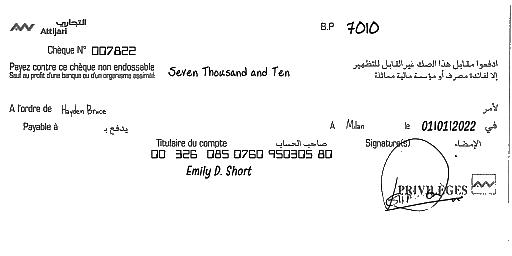 التجاري
Attijari
B.P 7010
Chèque N° 007822
Payez contre ce chèque non endossable
Sauf au profit d'une banque ou d'un organisme assimilé
Seven Thousand and Ten
ادفعوا مقابل هذا الصك غير القابل للتظهير
إلا لفائدة مصرف أو مؤسسة مالية مماثلة
A l'ordre de Hayden Bruce لأمر
Payable à يدفع بـ A Milan le 01/01/2022 في
Titulaire du compte صاحب الحساب Signature(s) الإمضاء
00 326 085 0760 950305 80
Emily D. Short
PRIVILÈGES